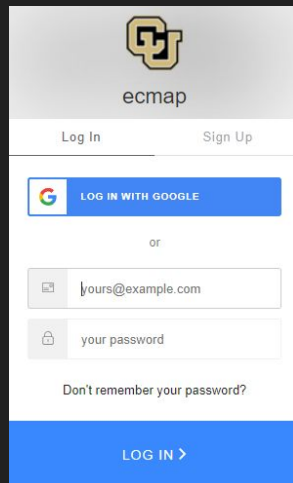 CU
ecmap
Log In Sign Up
LOG IN WITH GOOGLE
or
yours@example.com
your password
Don't remember your password?
LOG IN >